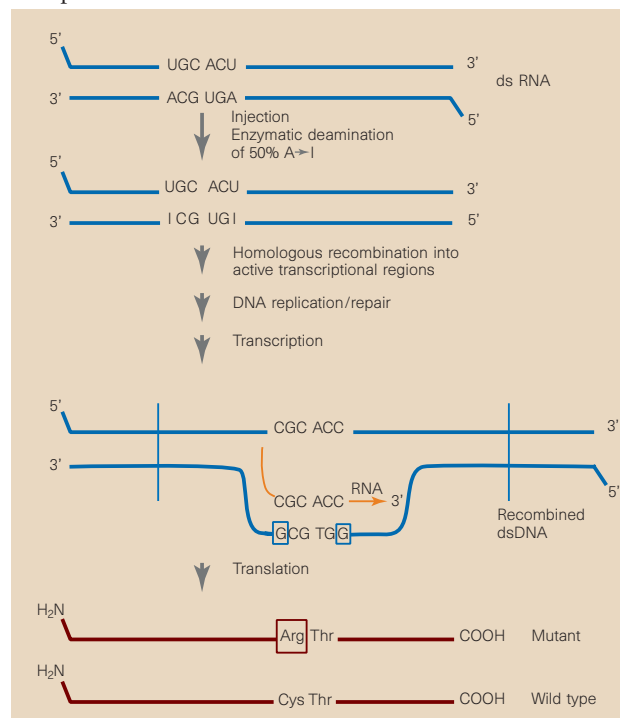 5’
UGC ACU
3’
ds RNA
3’
ACG UGA
5’
Injection
Enzymatic deamination
of 50% A➛I
5’
UGC ACU
3’
3’
ICG UGI
5’
Homologous recombination into
active transcriptional regions
DNA replication/repair
Transcription
5’
CGC ACC
3’
3’
RNA
CGC ACC
3’
5’
GCG TGG
Recombined
dsDNA
Translation
H₂N
Arg Thr
COOH
Mutant
H₂N
Cys Thr
COOH
Wild type